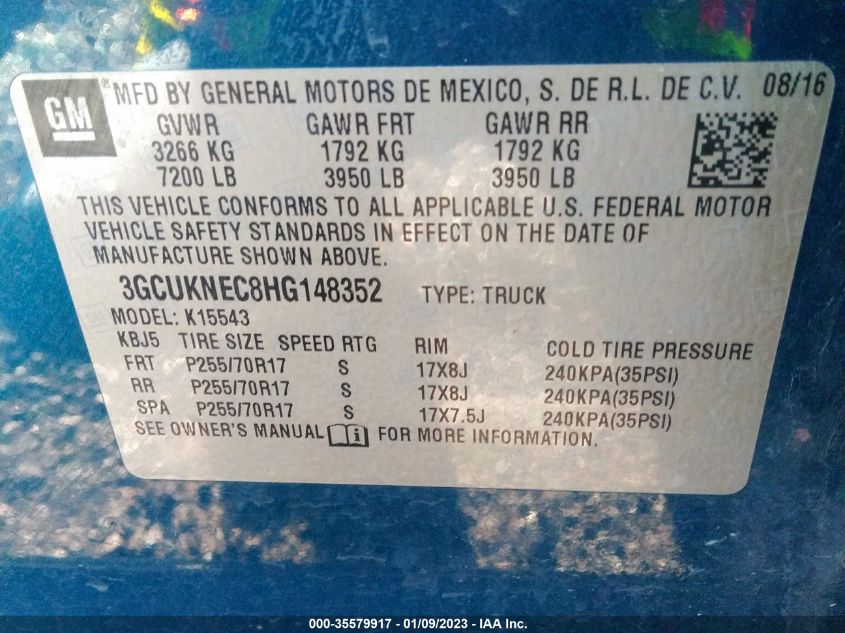 GM ® MFD BY GENERAL MOTORS DE MEXICO, S. DE R.L. DE C.V. 08/16
GVWR GAWR FRT GAWR RR
3266 KG 1792 KG 1792 KG
7200 LB 3950 LB 3950 LB
THIS VEHICLE CONFORMS TO ALL APPLICABLE U.S. FEDERAL MOTOR
VEHICLE SAFETY STANDARDS IN EFFECT ON THE DATE OF
MANUFACTURE SHOWN ABOVE.
3GCUKNEC8HG148352 TYPE: TRUCK
MODEL: K15543
KBJ5 TIRE SIZE SPEED RTG RIM COLD TIRE PRESSURE
FRT P255/70R17 S 17X8J 240KPA(35PSI)
RR P255/70R17 S 17X8J 240KPA(35PSI)
SPA P255/70R17 S 17X7.5J 240KPA(35PSI)
SEE OWNER'S MANUAL FOR MORE INFORMATION.
000-35579917 - 01/09/2023 - IAA Inc.